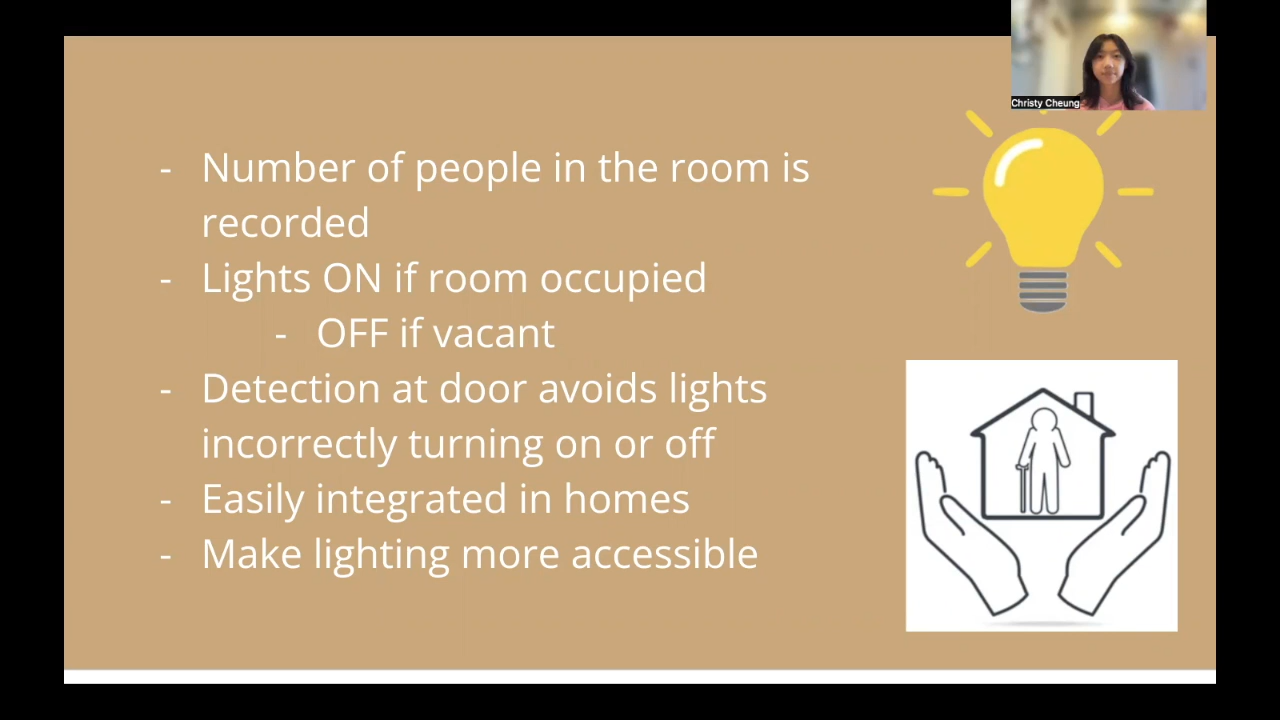 Christy Cheung
- Number of people in the room is
recorded
- Lights ON if room occupied
- OFF if vacant
- Detection at door avoids lights
incorrectly turning on or off
- Easily integrated in homes
- Make lighting more accessible